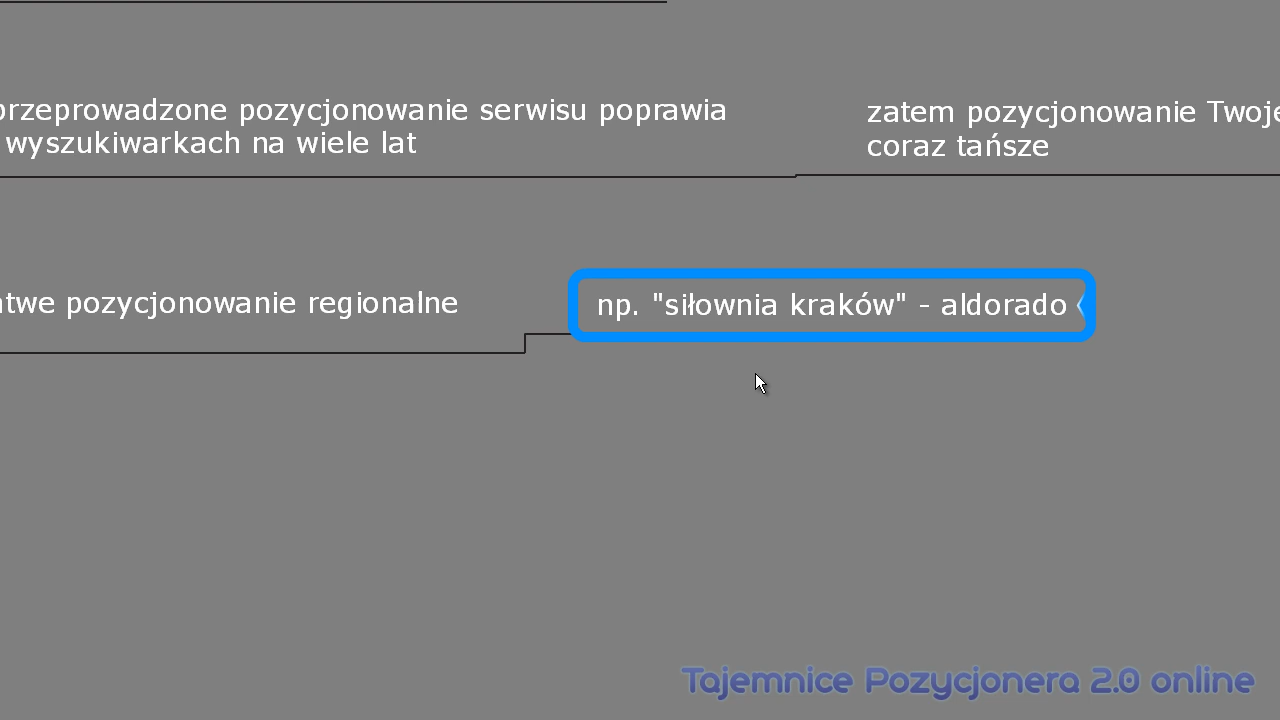 przeprowadzone pozycjonowanie serwisu poprawia
wyszukiwarkach na wiele lat
zatem pozycjonowanie Twoje
coraz tańsze
pozycjonowanie regionalne
np. "siłownia kraków" - aldorado
Tajemnice Pozycjonera 2.0 online